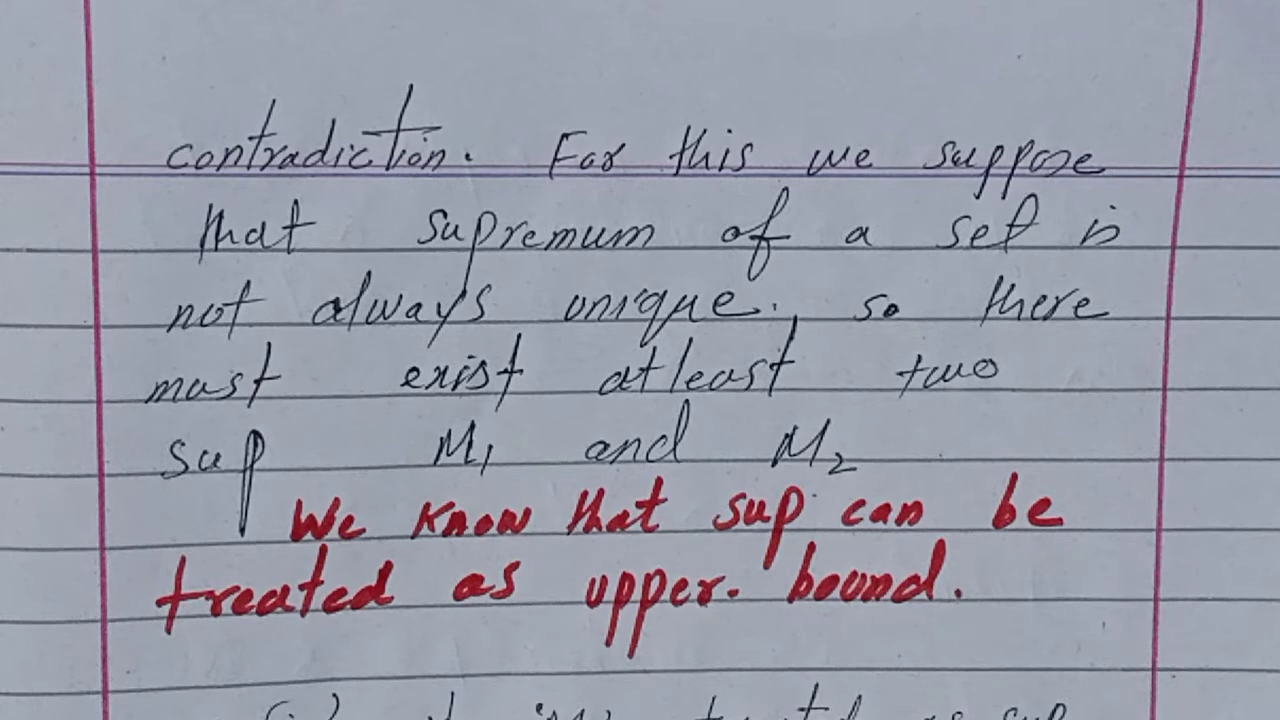 contradiction. For this we suppose
that supremum of a set is
not always unique. so there
must exist atleast two
sup M₁ and M₂
We know that sup can be
treated as upper. bound.